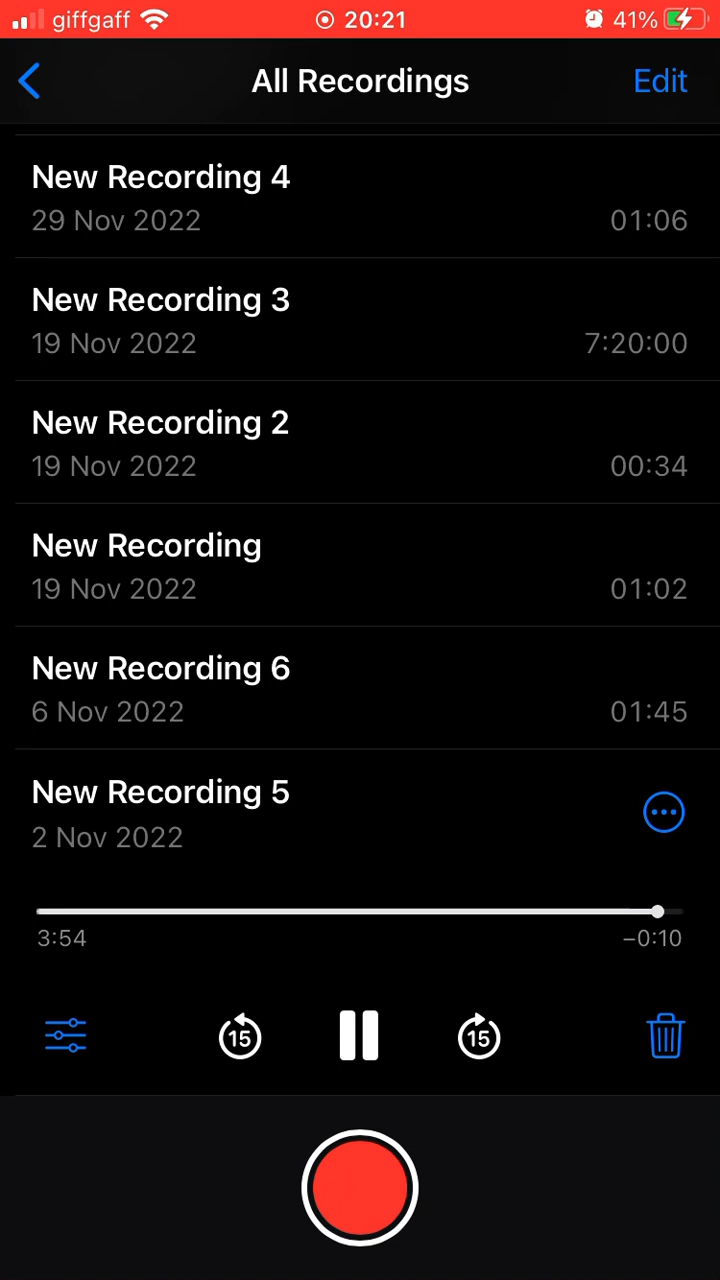 giffgaff 20:21 41%
All Recordings Edit
New Recording 4
29 Nov 2022 01:06
New Recording 3
19 Nov 2022 7:20:00
New Recording 2
19 Nov 2022 00:34
New Recording
19 Nov 2022 01:02
New Recording 6
6 Nov 2022 01:45
New Recording 5
2 Nov 2022
3:54 −0:10
15 15